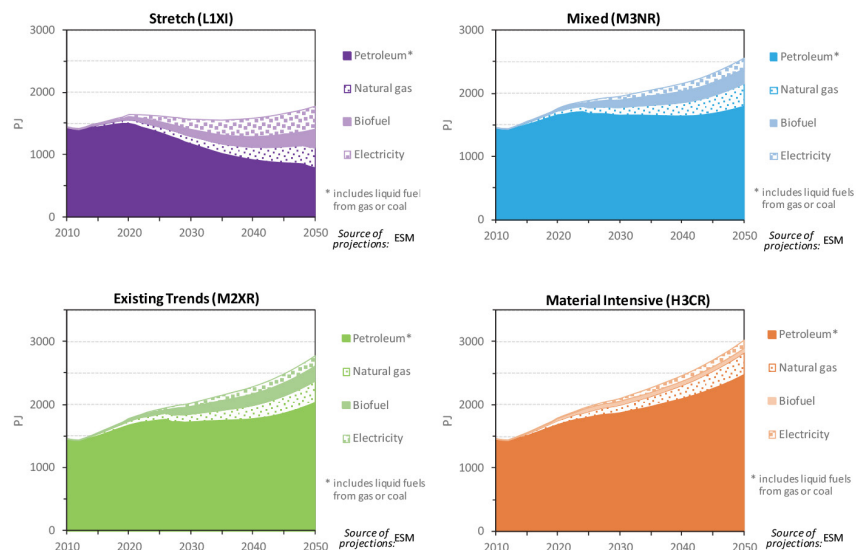 Stretch (L1XI)
3000
2000
1000
0
PJ
2010 2020 2030 2040 2050
Petroleum*
Natural gas
Biofuel
Electricity
* includes liquid fuels
from gas or coal
Source of
projections: ESM
Mixed (M3NR)
3000
2000
1000
0
PJ
2010 2020 2030 2040 2050
Petroleum*
Natural gas
Biofuel
Electricity
* includes liquid fuels
from gas or coal
Source of
projections: ESM
Existing Trends (M2XR)
3000
2000
1000
0
PJ
2010 2020 2030 2040 2050
Petroleum*
Natural gas
Biofuel
Electricity
* includes liquid fuels
from gas or coal
Source of
projections: ESM
Material Intensive (H3CR)
3000
2000
1000
0
PJ
2010 2020 2030 2040 2050
Petroleum*
Natural gas
Biofuel
Electricity
* includes liquid fuels
from gas or coal
Source of
projections: ESM